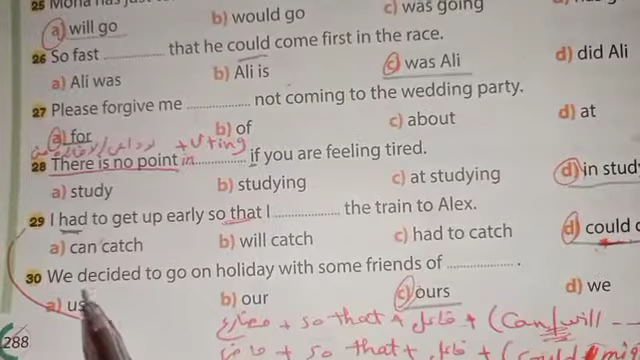 25 Mona has just
a) will go b) would go c) was going
26 So fast .................. that he could come first in the race.
a) Ali was b) Ali is c) was Ali d) did Ali
27 Please forgive me .................. not coming to the wedding party.
a) for b) of c) about d) at
+ V+ing
28 There is no point in .................. if you are feeling tired.
a) study b) studying c) at studying d) in
29 I had to get up early so that I .................. the train to Alex.
a) can catch b) will catch c) had to catch d) could
30 We decided to go on holiday with some friends of .................. .
a) us b) our c) ours d) we
مضارع + so that + فاعل + (can/will
288 ماضى + so that + فاعل + (could